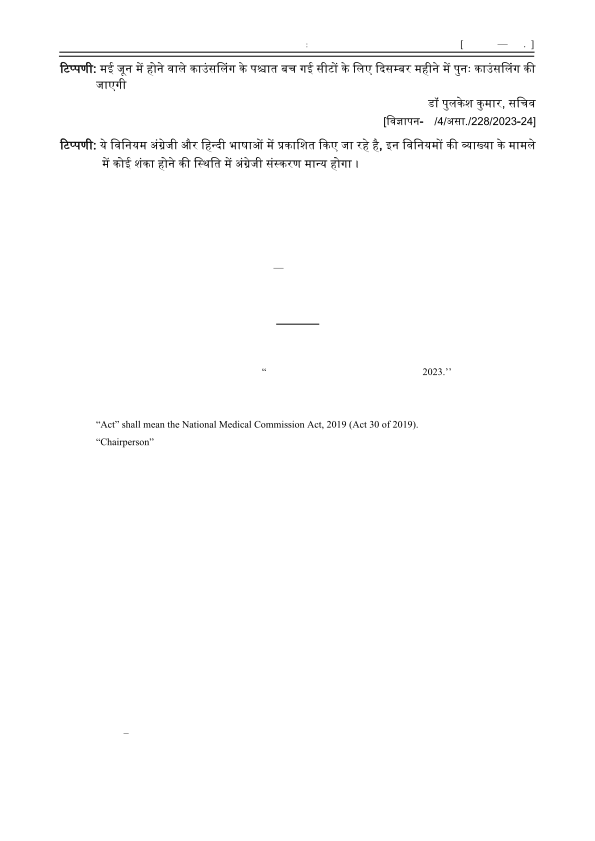 : [ — . ]
टिप्पणी: मई जून में होने वाले काउंसलिंग के पश्चात बच गई सीटों के लिए दिसम्बर महीने में पुनः काउंसलिंग की
जाएगी
डॉ पुलकेश कुमार, सचिव
[विज्ञापन- /4/असा./228/2023-24]
टिप्पणी: ये विनियम अंग्रेजी और हिन्दी भाषाओं में प्रकाशित किए जा रहे है, इन विनियमों की व्याख्या के मामले
में कोई शंका होने की स्थिति में अंग्रेजी संस्करण मान्य होगा ।
—
“ 2023.’’
“Act” shall mean the National Medical Commission Act, 2019 (Act 30 of 2019).
“Chairperson”
–